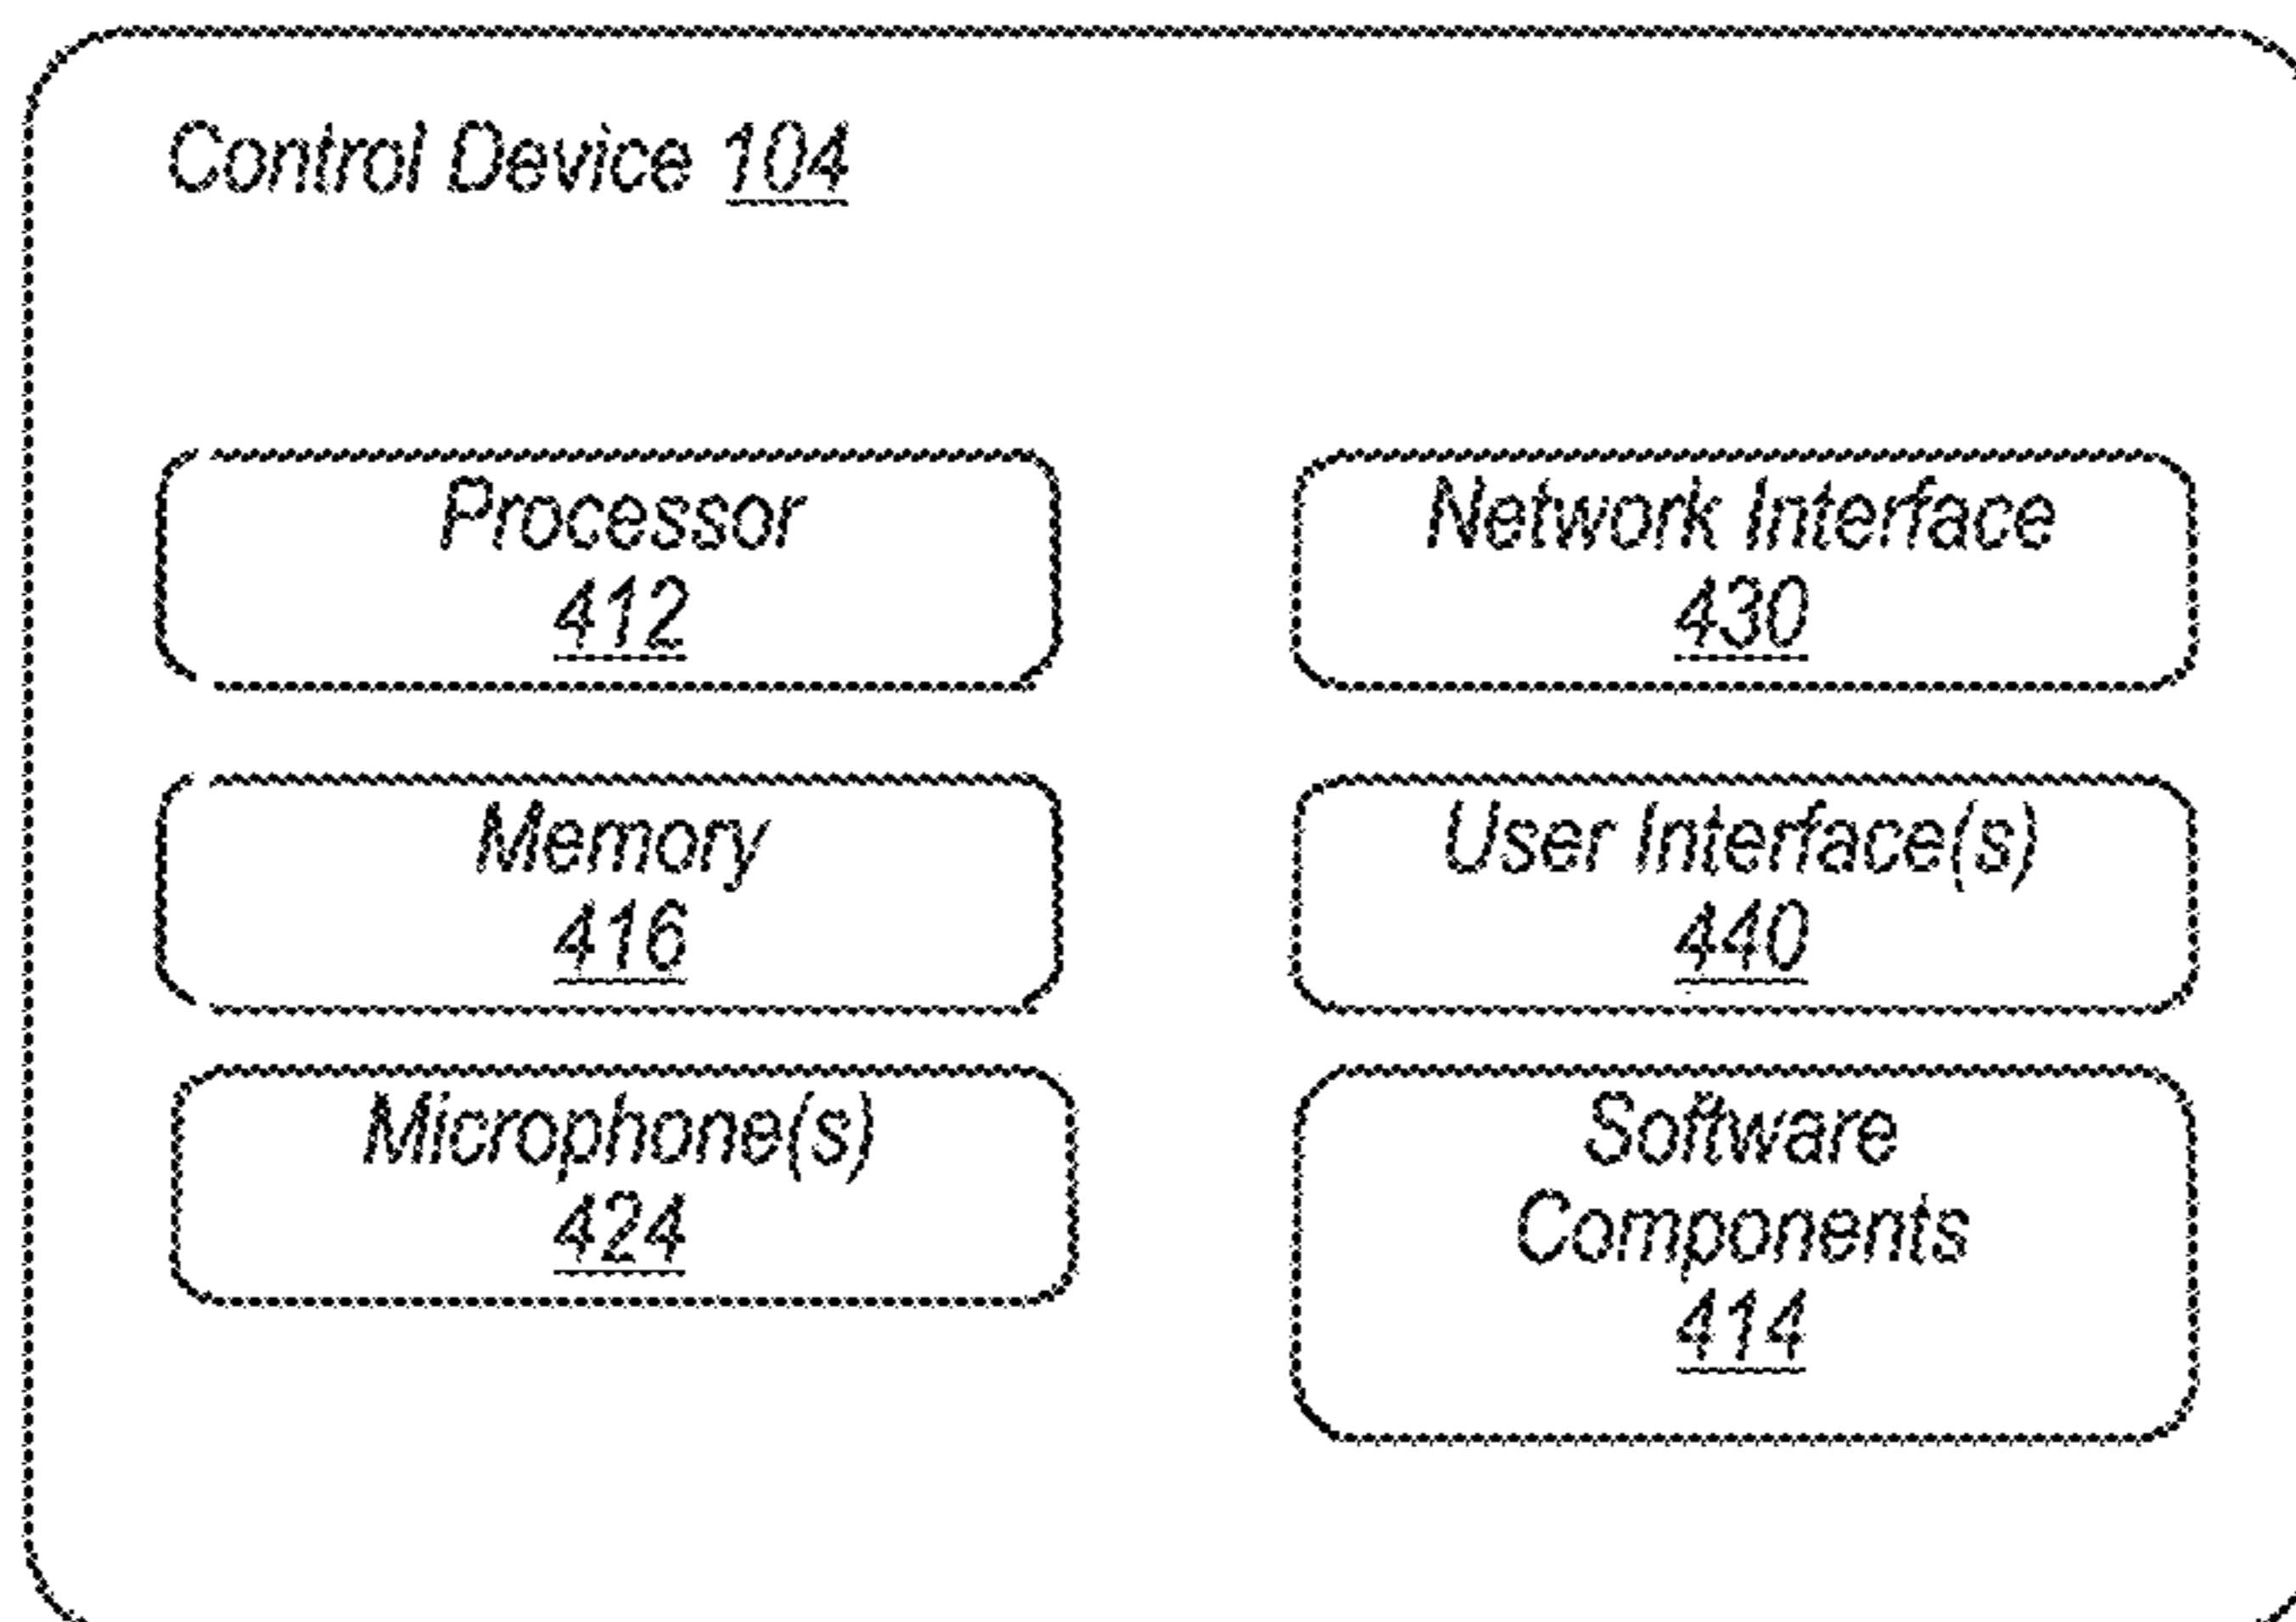 Control Device 104
Processor
412
Network Interface
430
Memory
416
User Interface(s)
440
Microphone(s)
424
Software
Components
414